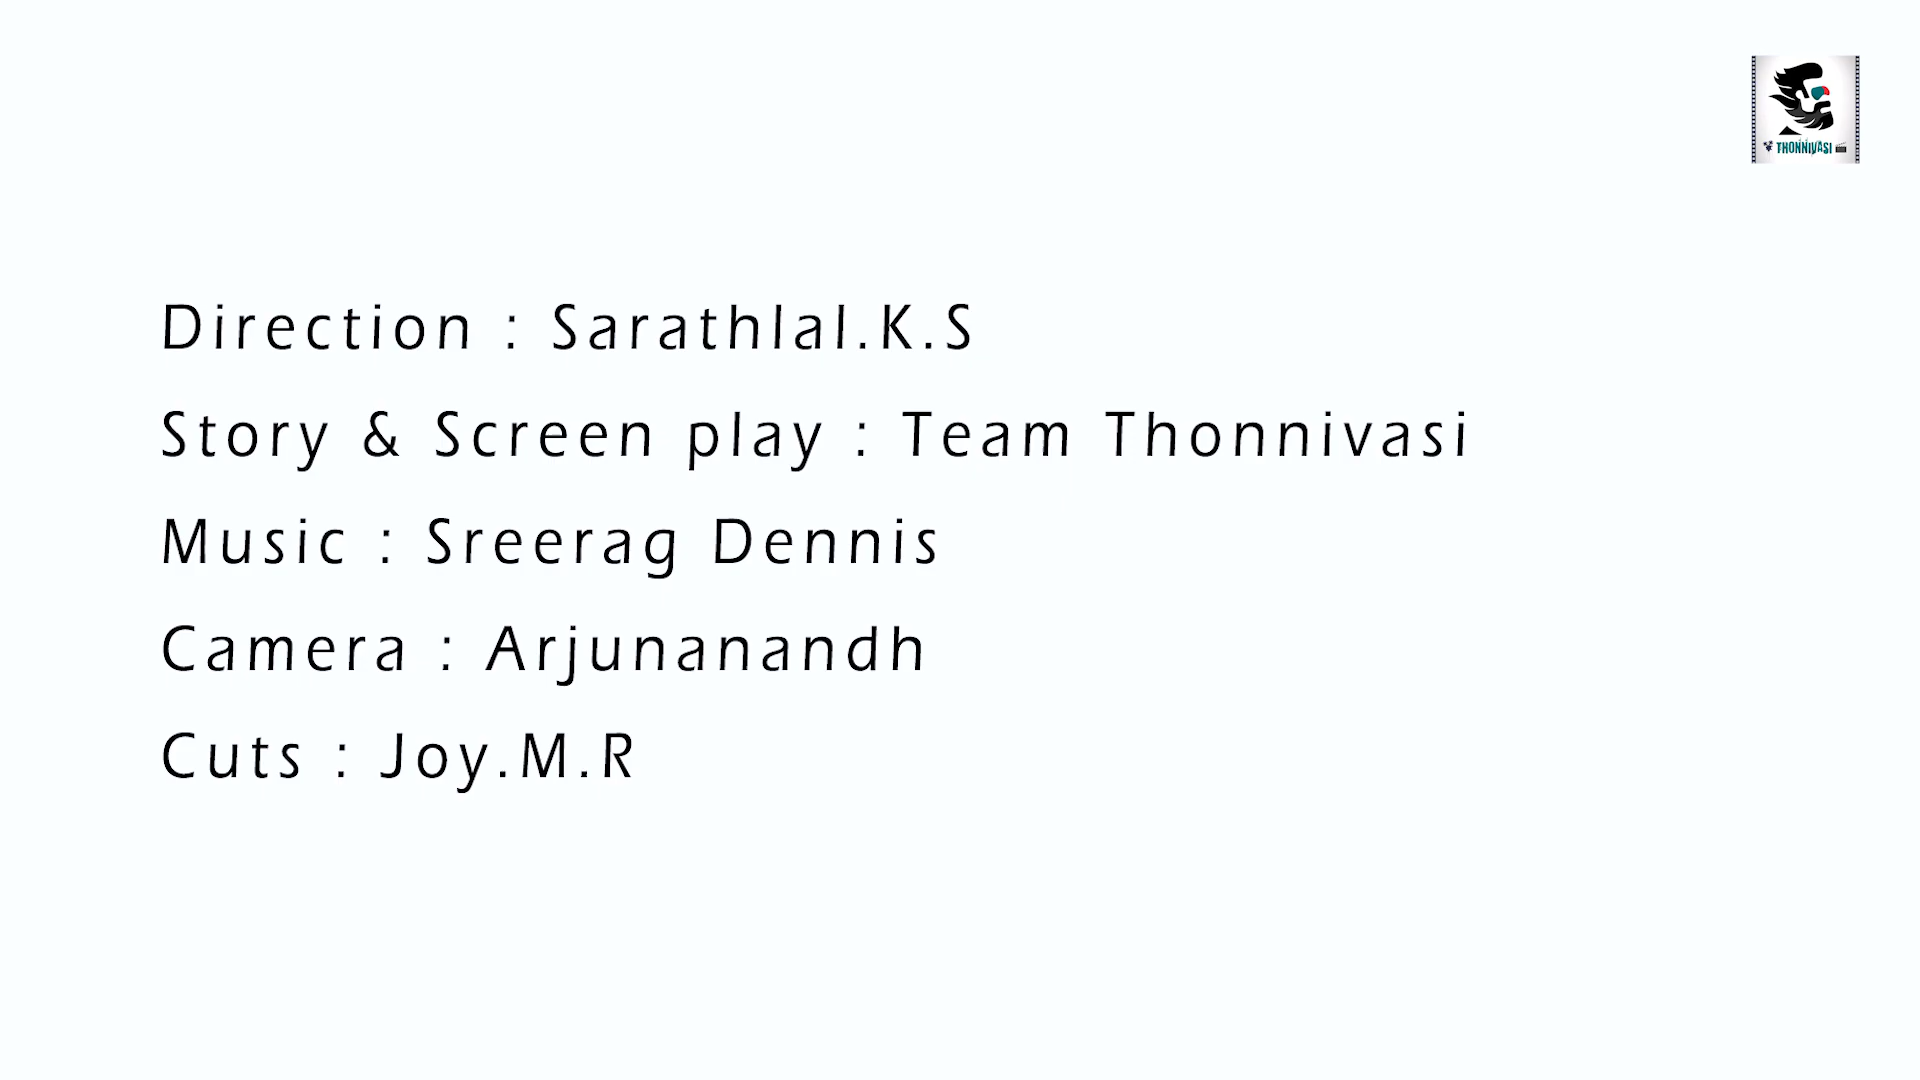 THONNIVASI
Direction : Sarathlal.K.S
Story & Screen play : Team Thonnivasi
Music : Sreerag Dennis
Camera : Arjunanandh
Cuts : Joy.M.R